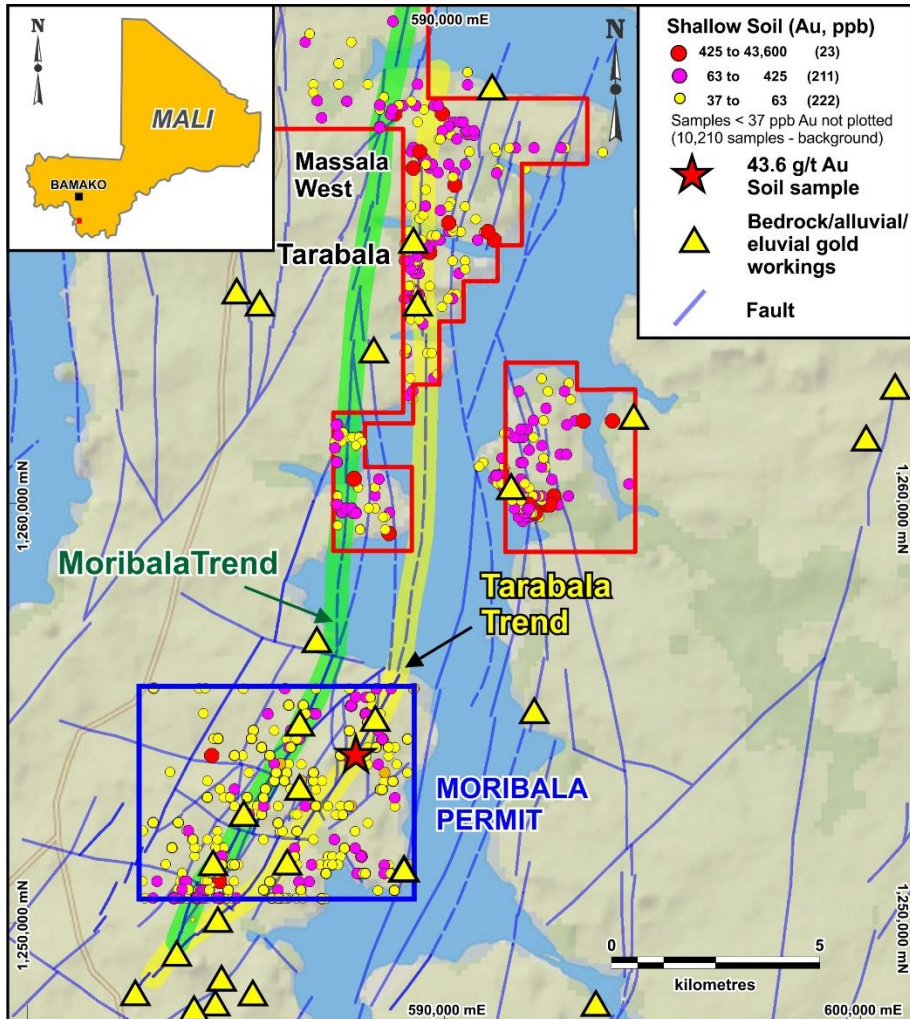 N
MALI
BAMAKO
590,000 mE
N
Shallow Soil (Au, ppb)
425 to 43,600 (23)
63 to 425 (211)
37 to 63 (222)
Samples < 37 ppb Au not plotted
(10,210 samples - background)
43.6 g/t Au
Soil sample
Bedrock/alluvial/
eluvial gold
workings
Fault
Massala
West
Tarabala
1,260,000 mN
1,260,000 mN
MoribalaTrend
Tarabala
Trend
MORIBALA
PERMIT
1,250,000 mN
1,250,000 mN
0 5
kilometres
590,000 mE
600,000 mE